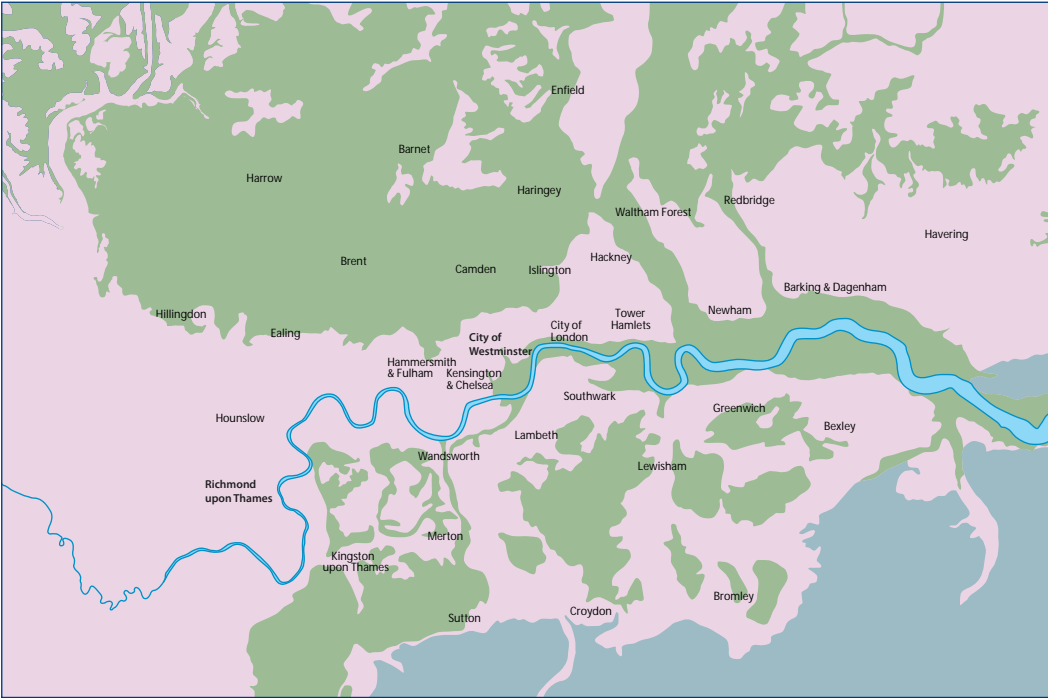 Enfield
Barnet
Harrow
Haringey
Redbridge
Waltham Forest
Havering
Hackney
Brent
Camden
Islington
Barking & Dagenham
Hillingdon
Newham
Tower
Hamlets
City of
London
Ealing
City of
Westminster
Hammersmith
& Fulham
Kensington
& Chelsea
Southwark
Greenwich
Hounslow
Bexley
Lambeth
Wandsworth
Lewisham
Richmond
upon Thames
Merton
Kingston
upon Thames
Bromley
Croydon
Sutton